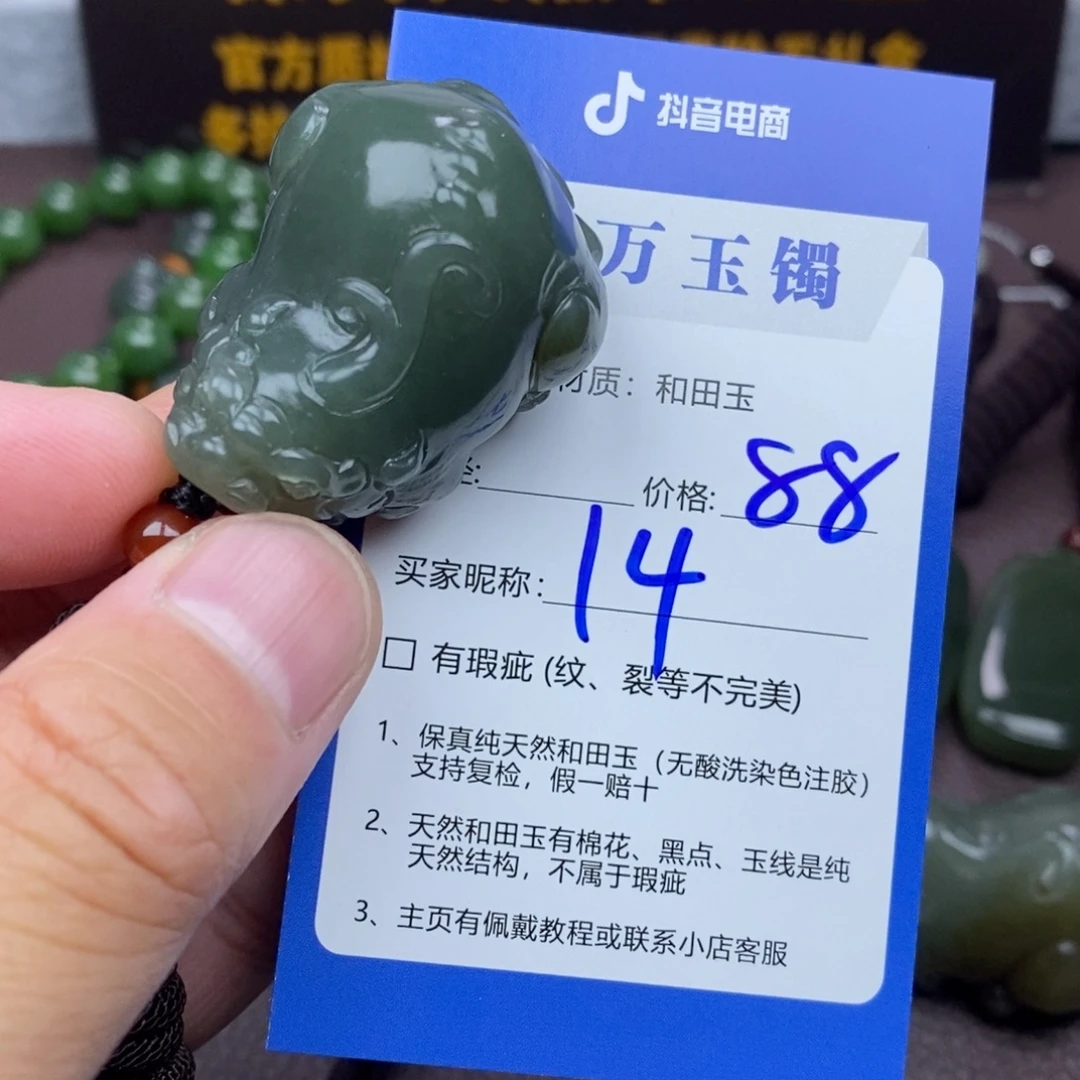 官方质
抖音电商
万玉镯
材质：和田玉
径: 价格: 88
买家昵称: 14
□ 有瑕疵 (纹、裂等不完美)
1、保真纯天然和田玉（无酸洗染色注胶）
支持复检，假一赔十
2、天然和田玉有棉花、黑点、玉线是纯
天然结构，不属于瑕疵
3、主页有佩戴教程或联系小店客服